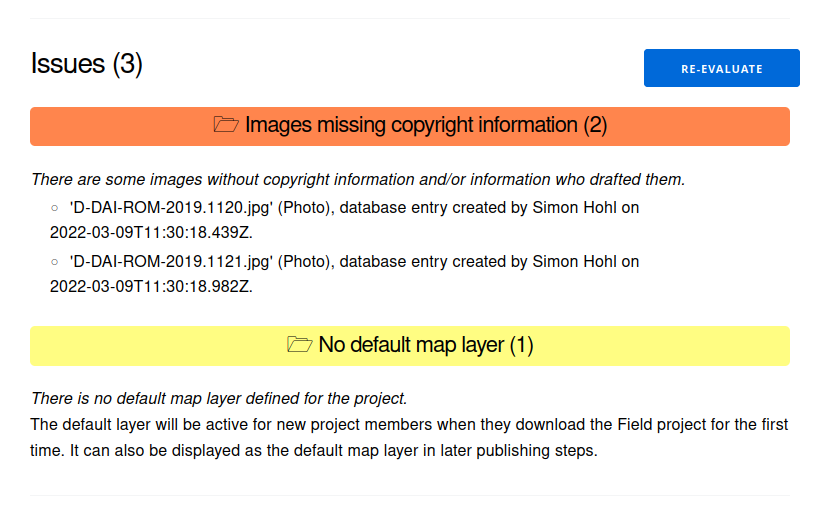 Issues (3)
RE-EVALUATE
Images missing copyright information (2)
There are some images without copyright information and/or information who drafted them.
○ 'D-DAI-ROM-2019.1120.jpg' (Photo), database entry created by Simon Hohl on
2022-03-09T11:30:18.439Z.
○ 'D-DAI-ROM-2019.1121.jpg' (Photo), database entry created by Simon Hohl on
2022-03-09T11:30:18.982Z.
No default map layer (1)
There is no default map layer defined for the project.
The default layer will be active for new project members when they download the Field project for the first
time. It can also be displayed as the default map layer in later publishing steps.